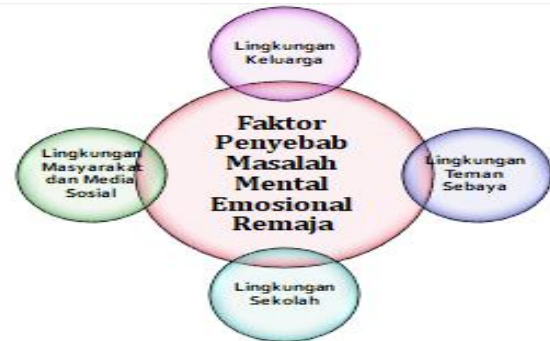 Lingkungan
Keluarga
Faktor
Penyebab
Masalah
Mental
Emosional
Remaja
Lingkungan
Masyarakat
dan Media
Sosial
Lingkungan
Teman
Sebaya
Lingkungan
Sekolah